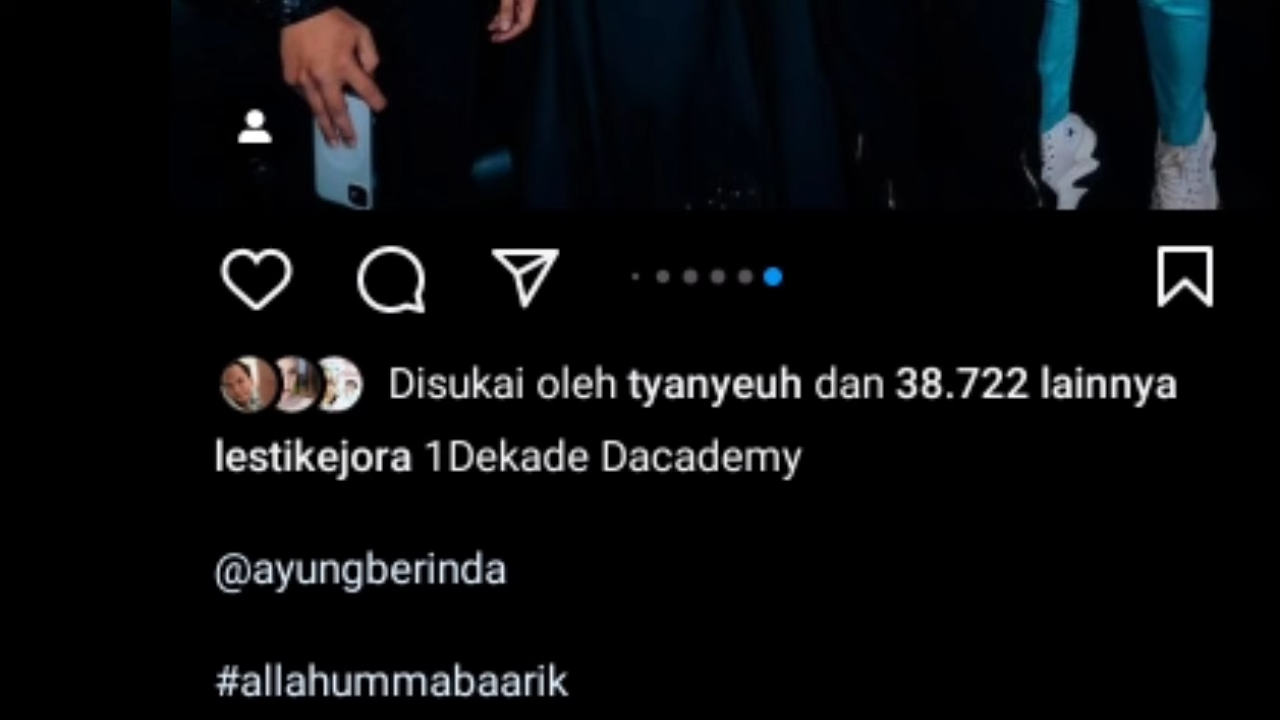 Disukai oleh tyanyeuh dan 38.722 lainnya
lestikejora 1Dekade Dacademy
@ayungberinda
#allahummabaarik